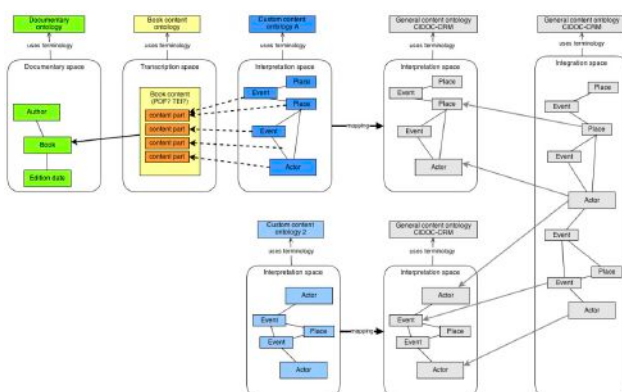 Documentary
ontology
uses terminology
Documentary space
Author
Book
Edition date
Book content
ontology
uses terminology
Transcription space
Book content
content part
content part
content part
content part
Custom content
ontology A
uses terminology
Interpretation space
Place
Event
Place
Event
Actor
mapping
General content ontology
CIDOC-CRM
uses terminology
Interpretation space
Place
Event
Place
Event
Actor
General content ontology
CIDOC-CRM
uses terminology
Integration space
Place
Event
Place
Event
Actor
Event
Place
Event
Actor
Custom content
ontology 2
uses terminology
Interpretation space
Actor
Event
Place
Event
Actor
mapping
General content ontology
CIDOC-CRM
uses terminology
Interpretation space
Actor
Event
Place
Event
Actor